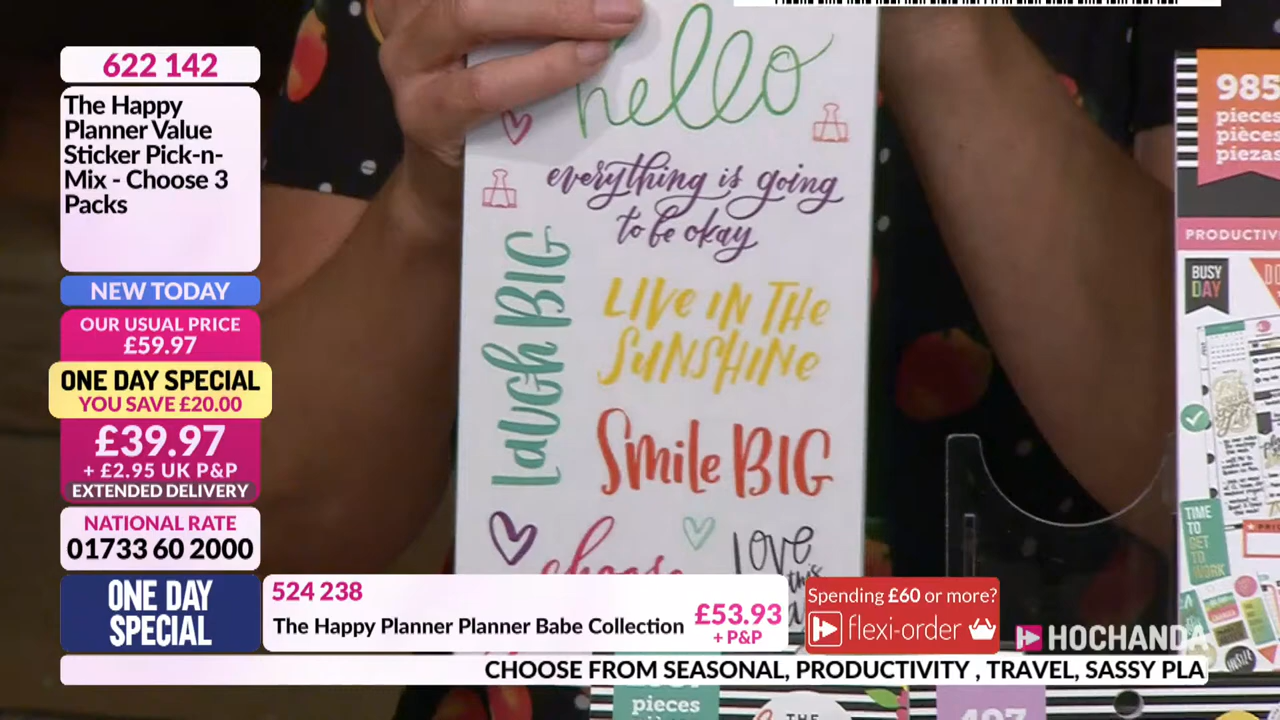 622 142
The Happy
Planner Value
Sticker Pick-n-
Mix - Choose 3
Packs
NEW TODAY
OUR USUAL PRICE
£59.97
ONE DAY SPECIAL
YOU SAVE £20.00
£39.97
+ £2.95 UK P&P
EXTENDED DELIVERY
NATIONAL RATE
01733 60 2000
ONE DAY
SPECIAL
524 238
The Happy Planner Planner Babe Collection
£53.93
+ P&P
Spending £60 or more?
flexi-order
HOCHANDA
CHOOSE FROM SEASONAL, PRODUCTIVITY , TRAVEL, SASSY PLA
hello
everything is going
to be okay
Laugh BIG
LIVE IN THE
SUNSHINE
Smile BIG
choose
love
this
985
pieces
pièces
piezas
PRODUCTIV
BUSY
DAY
TIME
TO
GET
TO
WORK
pieces
THE